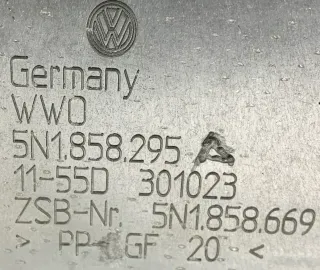 Germany
WWO
5N1.858.295 A
11-55D 301023
ZSB-Nr. 5N1.858.669
> PP- GF 20 <